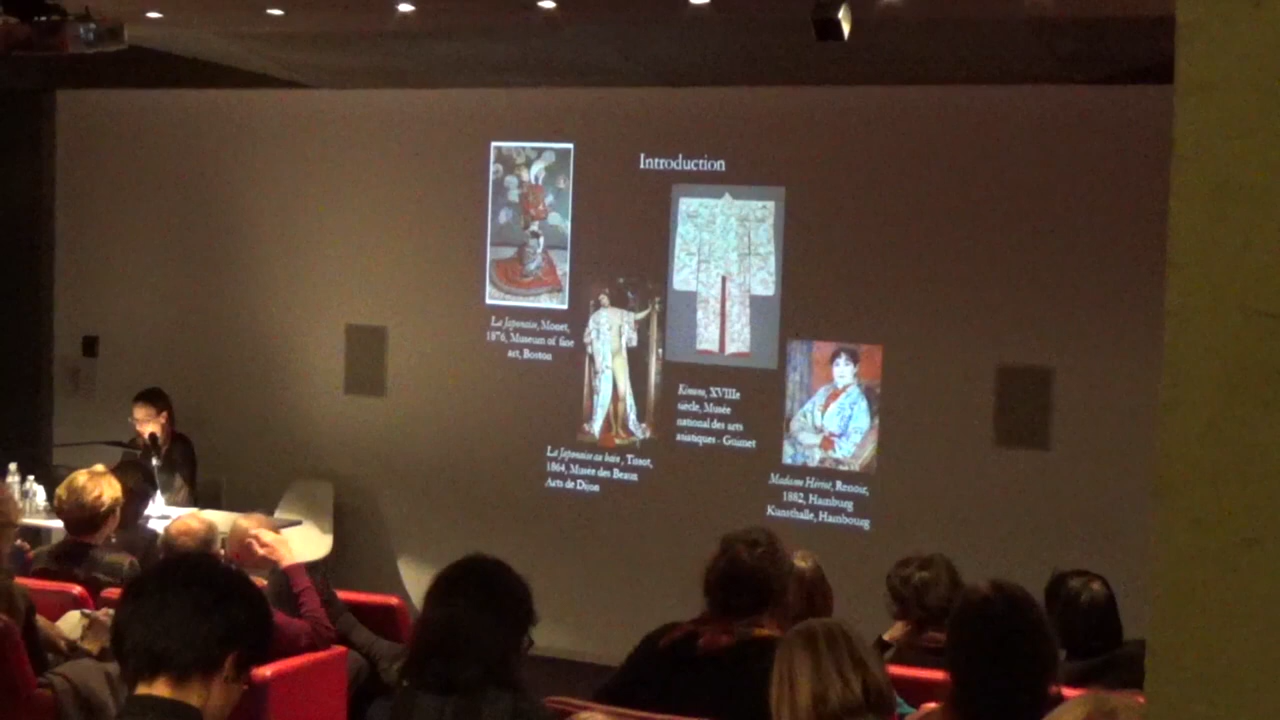 Introduction
La Japonaise, Monet,
1876, Museum of fine
art, Boston
La Japonaise au bain , Tissot,
1864, Musée des Beaux
Arts de Dijon
Kimono, XVIIIe
siècle, Musée
national des arts
asiatiques - Guimet
Madame Hériot, Renoir,
1882, Hamburg
Kunsthalle, Hambourg